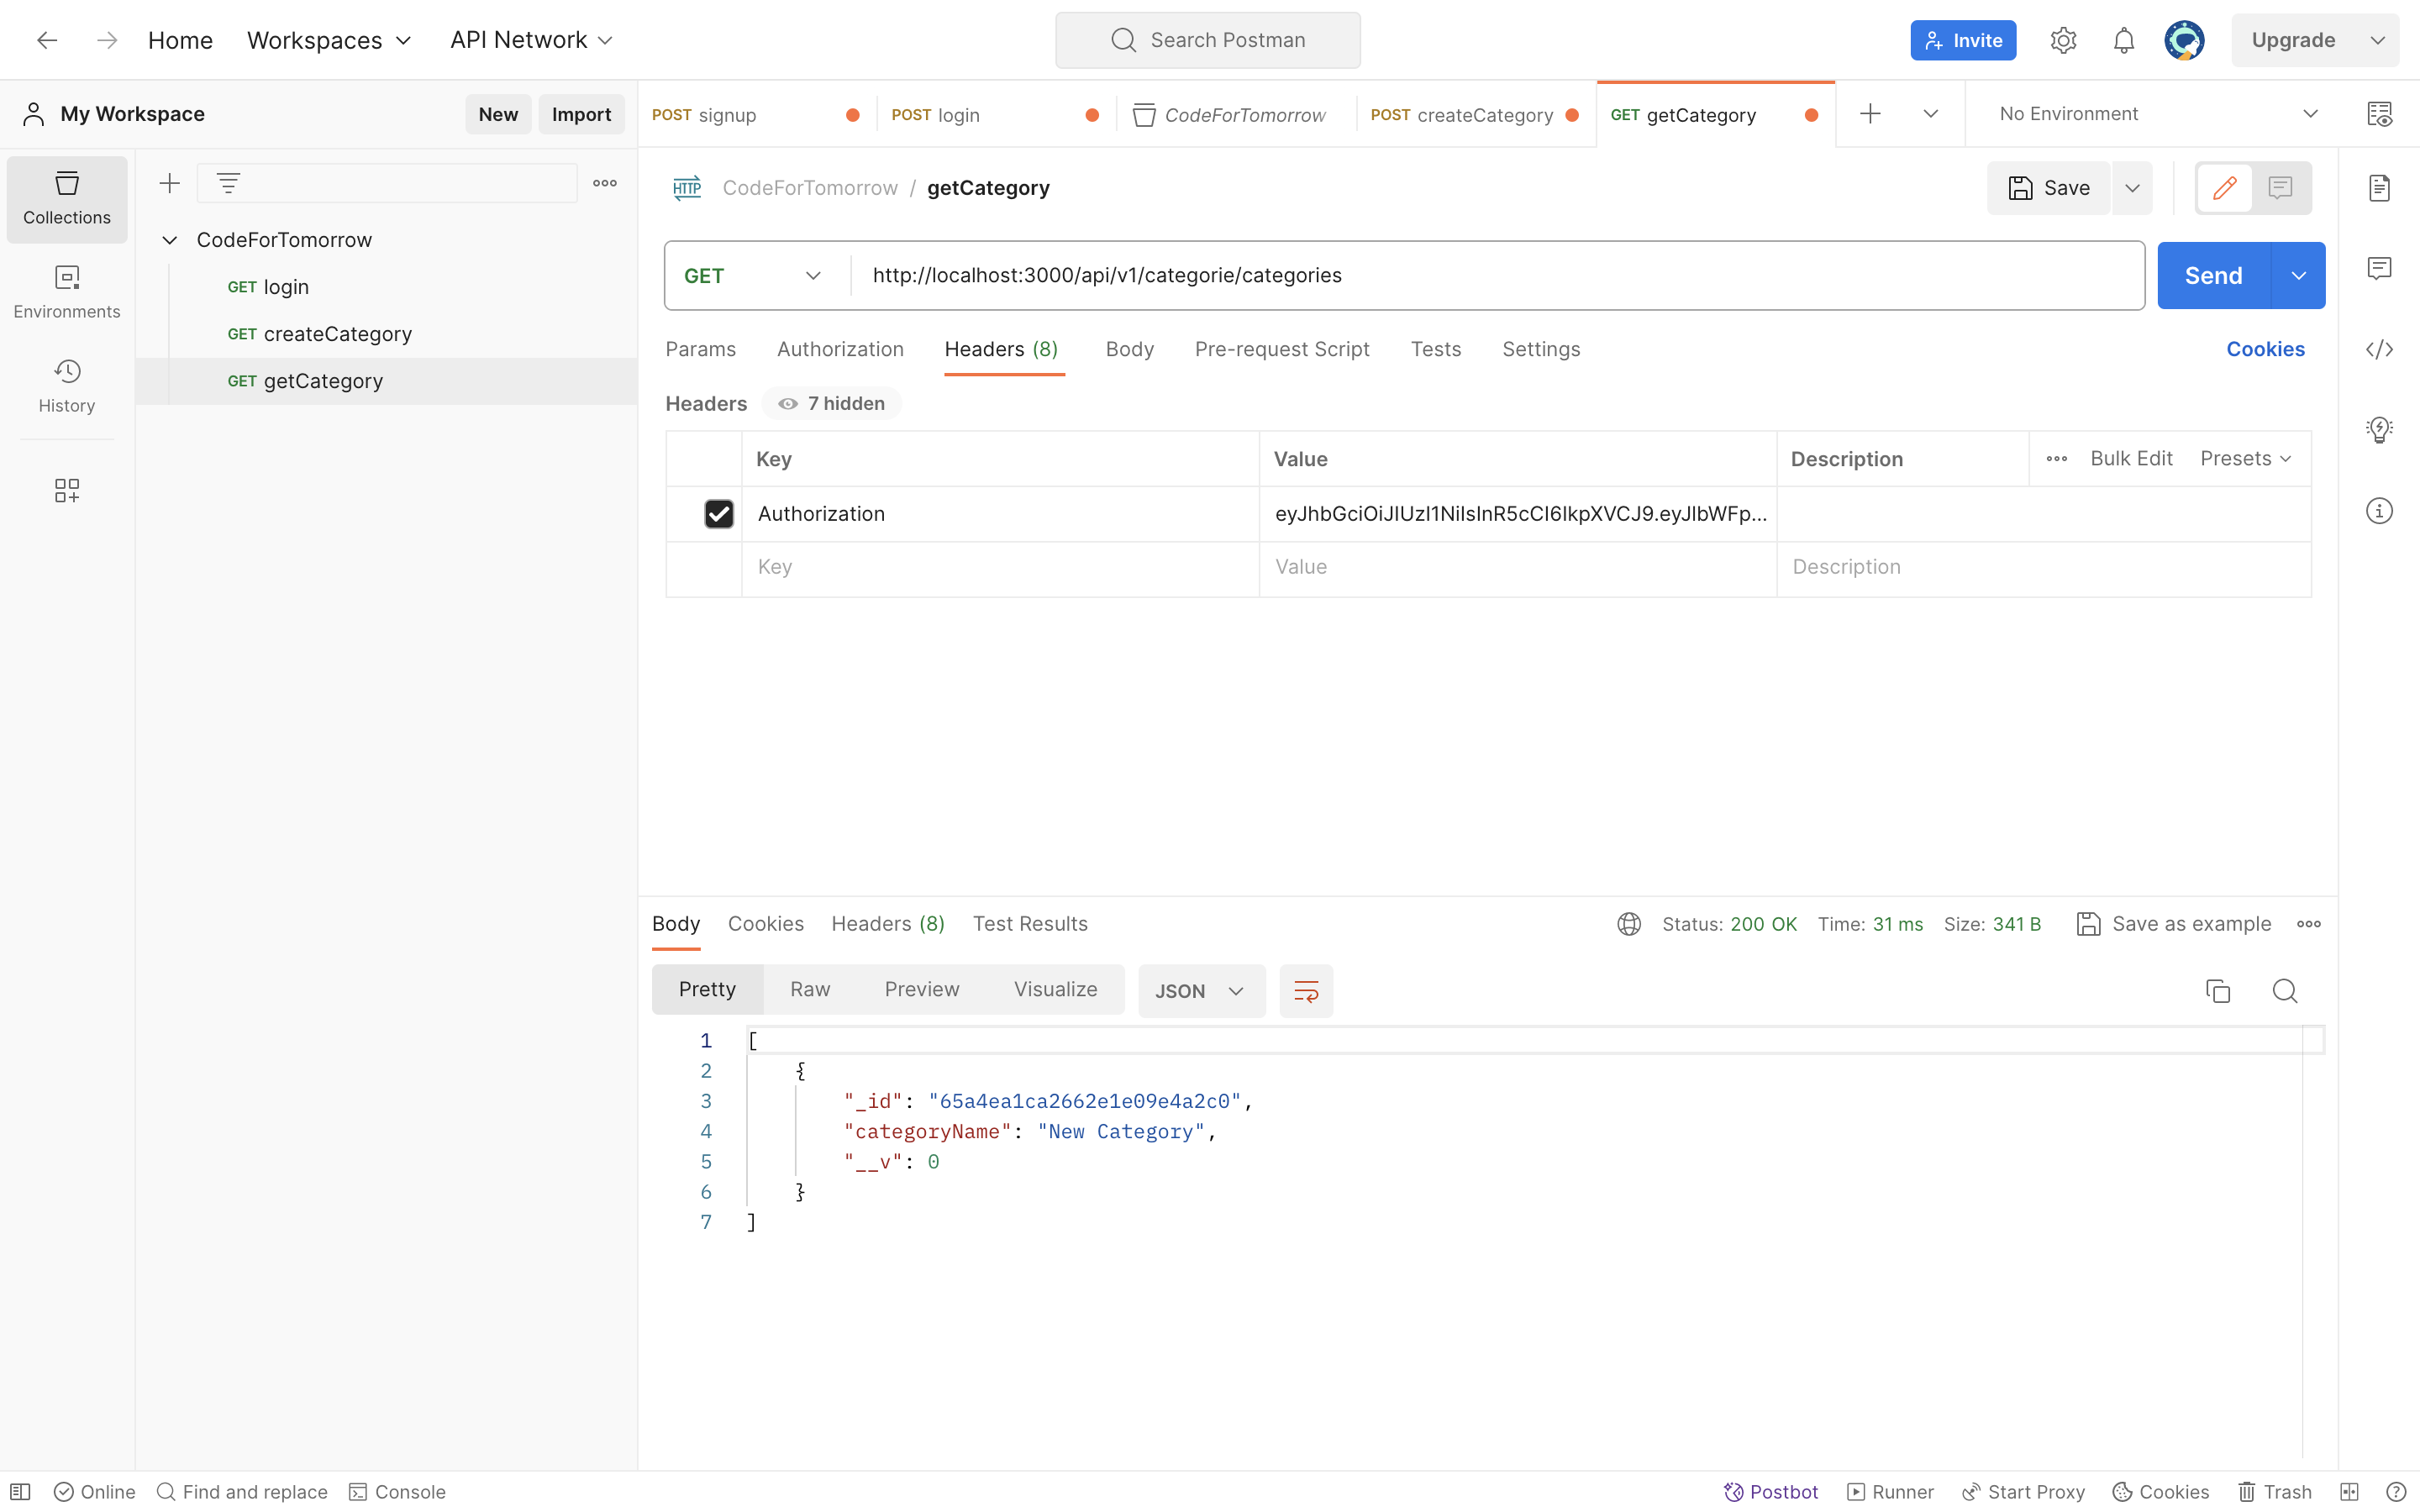 Home Workspaces API Network Search Postman Invite Upgrade
My Workspace New Import POST signup POST login CodeForTomorrow POST createCategory GET getCategory No Environment
Collections
Environments
History
CodeForTomorrow
GET login
GET createCategory
GET getCategory
HTTP CodeForTomorrow / getCategory Save
GET http://localhost:3000/api/v1/categorie/categories Send
Params Authorization Headers (8) Body Pre-request Script Tests Settings Cookies
Headers 7 hidden
Key Value Description Bulk Edit Presets
Authorization eyJhbGciOiJIUzI1NiIsInR5cCI6IkpXVCJ9.eyJlbWFp...
Key Value Description
Body Cookies Headers (8) Test Results Status: 200 OK Time: 31 ms Size: 341 B Save as example
Pretty Raw Preview Visualize JSON
1 [
2 {
3 "_id": "65a4ea1ca2662e1e09e4a2c0",
4 "categoryName": "New Category",
5 "__v": 0
6 }
7 ]
Online Find and replace Console Postbot Runner Start Proxy Cookies Trash